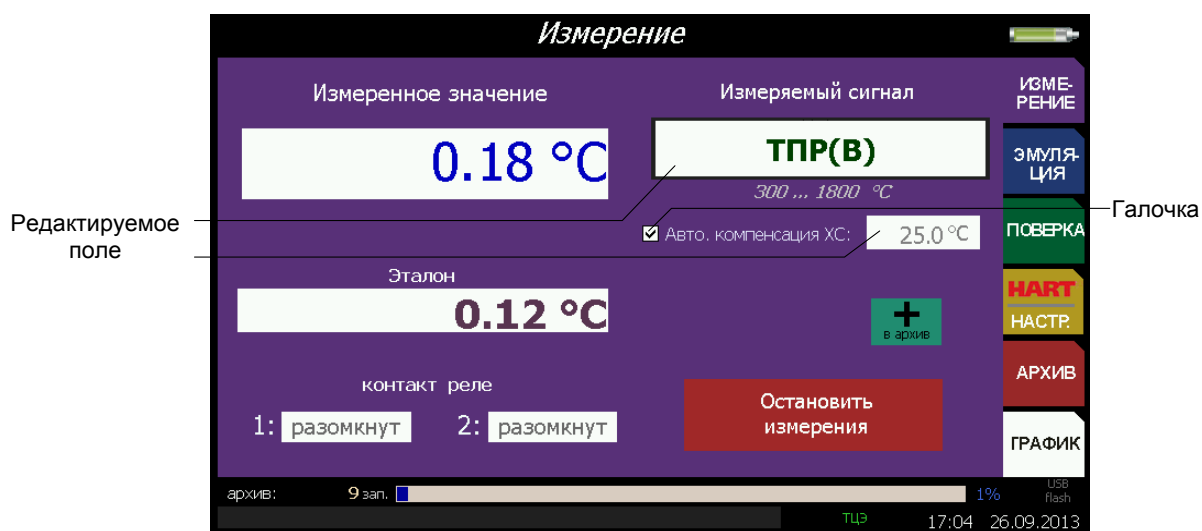 Измерение
Измеренное значение
Измеряемый сигнал
0.18 °C
ТПР(В)
300 ... 1800 °C
Авто. компенсация ХС:
25.0 °C
Эталон
0.12 °C
+
в архив
контакт реле
1: разомкнут
2: разомкнут
Остановить
измерения
ИЗМЕ-
РЕНИЕ
ЭМУЛЯ-
ЦИЯ
ПОВЕРКА
HART
НАСТР.
АРХИВ
ГРАФИК
архив:
9 зап.
1%
USB
flash
ТЦЭ
17:04
26.09.2013
Редактируемое
поле
Галочка